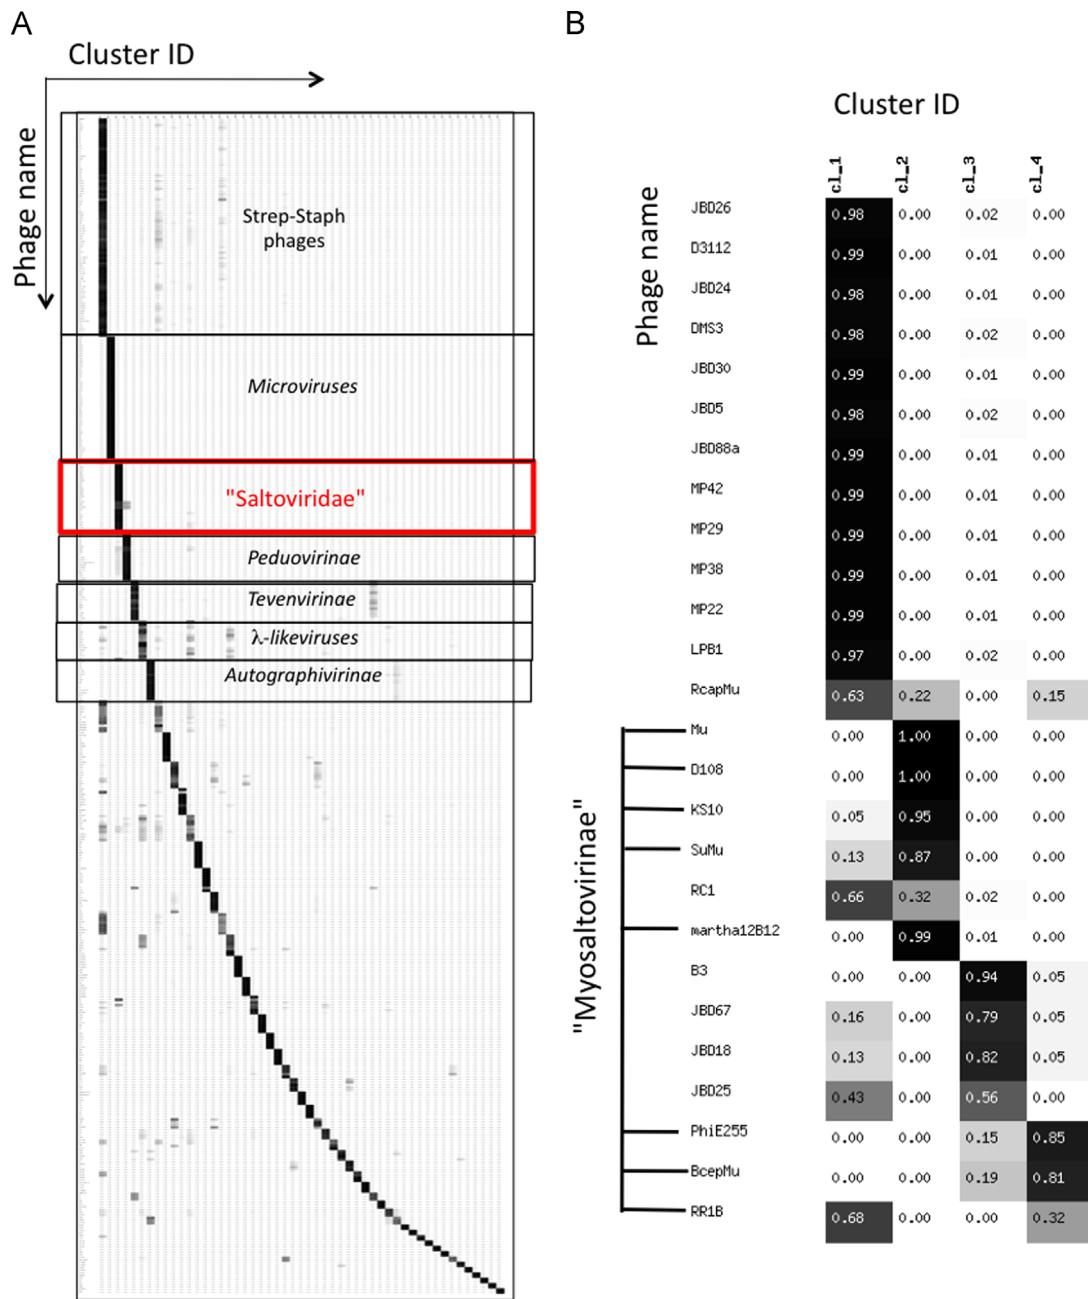 A
Cluster ID
Phage name
Strep-Staph
phages
Microviruses
"Saltoviridae"
Peduovirinae
Tevenvirinae
λ-likeviruses
Autographivirinae
B
Cluster ID
Phage name
cl_1 cl_2 cl_3 cl_4
JBD26 0.98 0.00 0.02 0.00
D3112 0.99 0.00 0.01 0.00
JBD24 0.98 0.00 0.01 0.00
DMS3 0.98 0.00 0.02 0.00
JBD30 0.99 0.00 0.01 0.00
JBD5 0.98 0.00 0.02 0.00
JBD88a 0.99 0.00 0.01 0.00
MP42 0.99 0.00 0.01 0.00
MP29 0.99 0.00 0.01 0.00
MP38 0.99 0.00 0.01 0.00
MP22 0.99 0.00 0.01 0.00
LPB1 0.97 0.00 0.02 0.00
RcapMu 0.63 0.22 0.00 0.15
"Myosaltovirinae"
Mu 0.00 1.00 0.00 0.00
D108 0.00 1.00 0.00 0.00
KS10 0.05 0.95 0.00 0.00
SuMu 0.13 0.87 0.00 0.00
RC1 0.66 0.32 0.02 0.00
martha12B12 0.00 0.99 0.01 0.00
B3 0.00 0.00 0.94 0.05
JBD67 0.16 0.00 0.79 0.05
JBD18 0.13 0.00 0.82 0.05
JBD25 0.43 0.00 0.56 0.00
PhiE255 0.00 0.00 0.15 0.85
BcepMu 0.00 0.00 0.19 0.81
RR1B 0.68 0.00 0.00 0.32